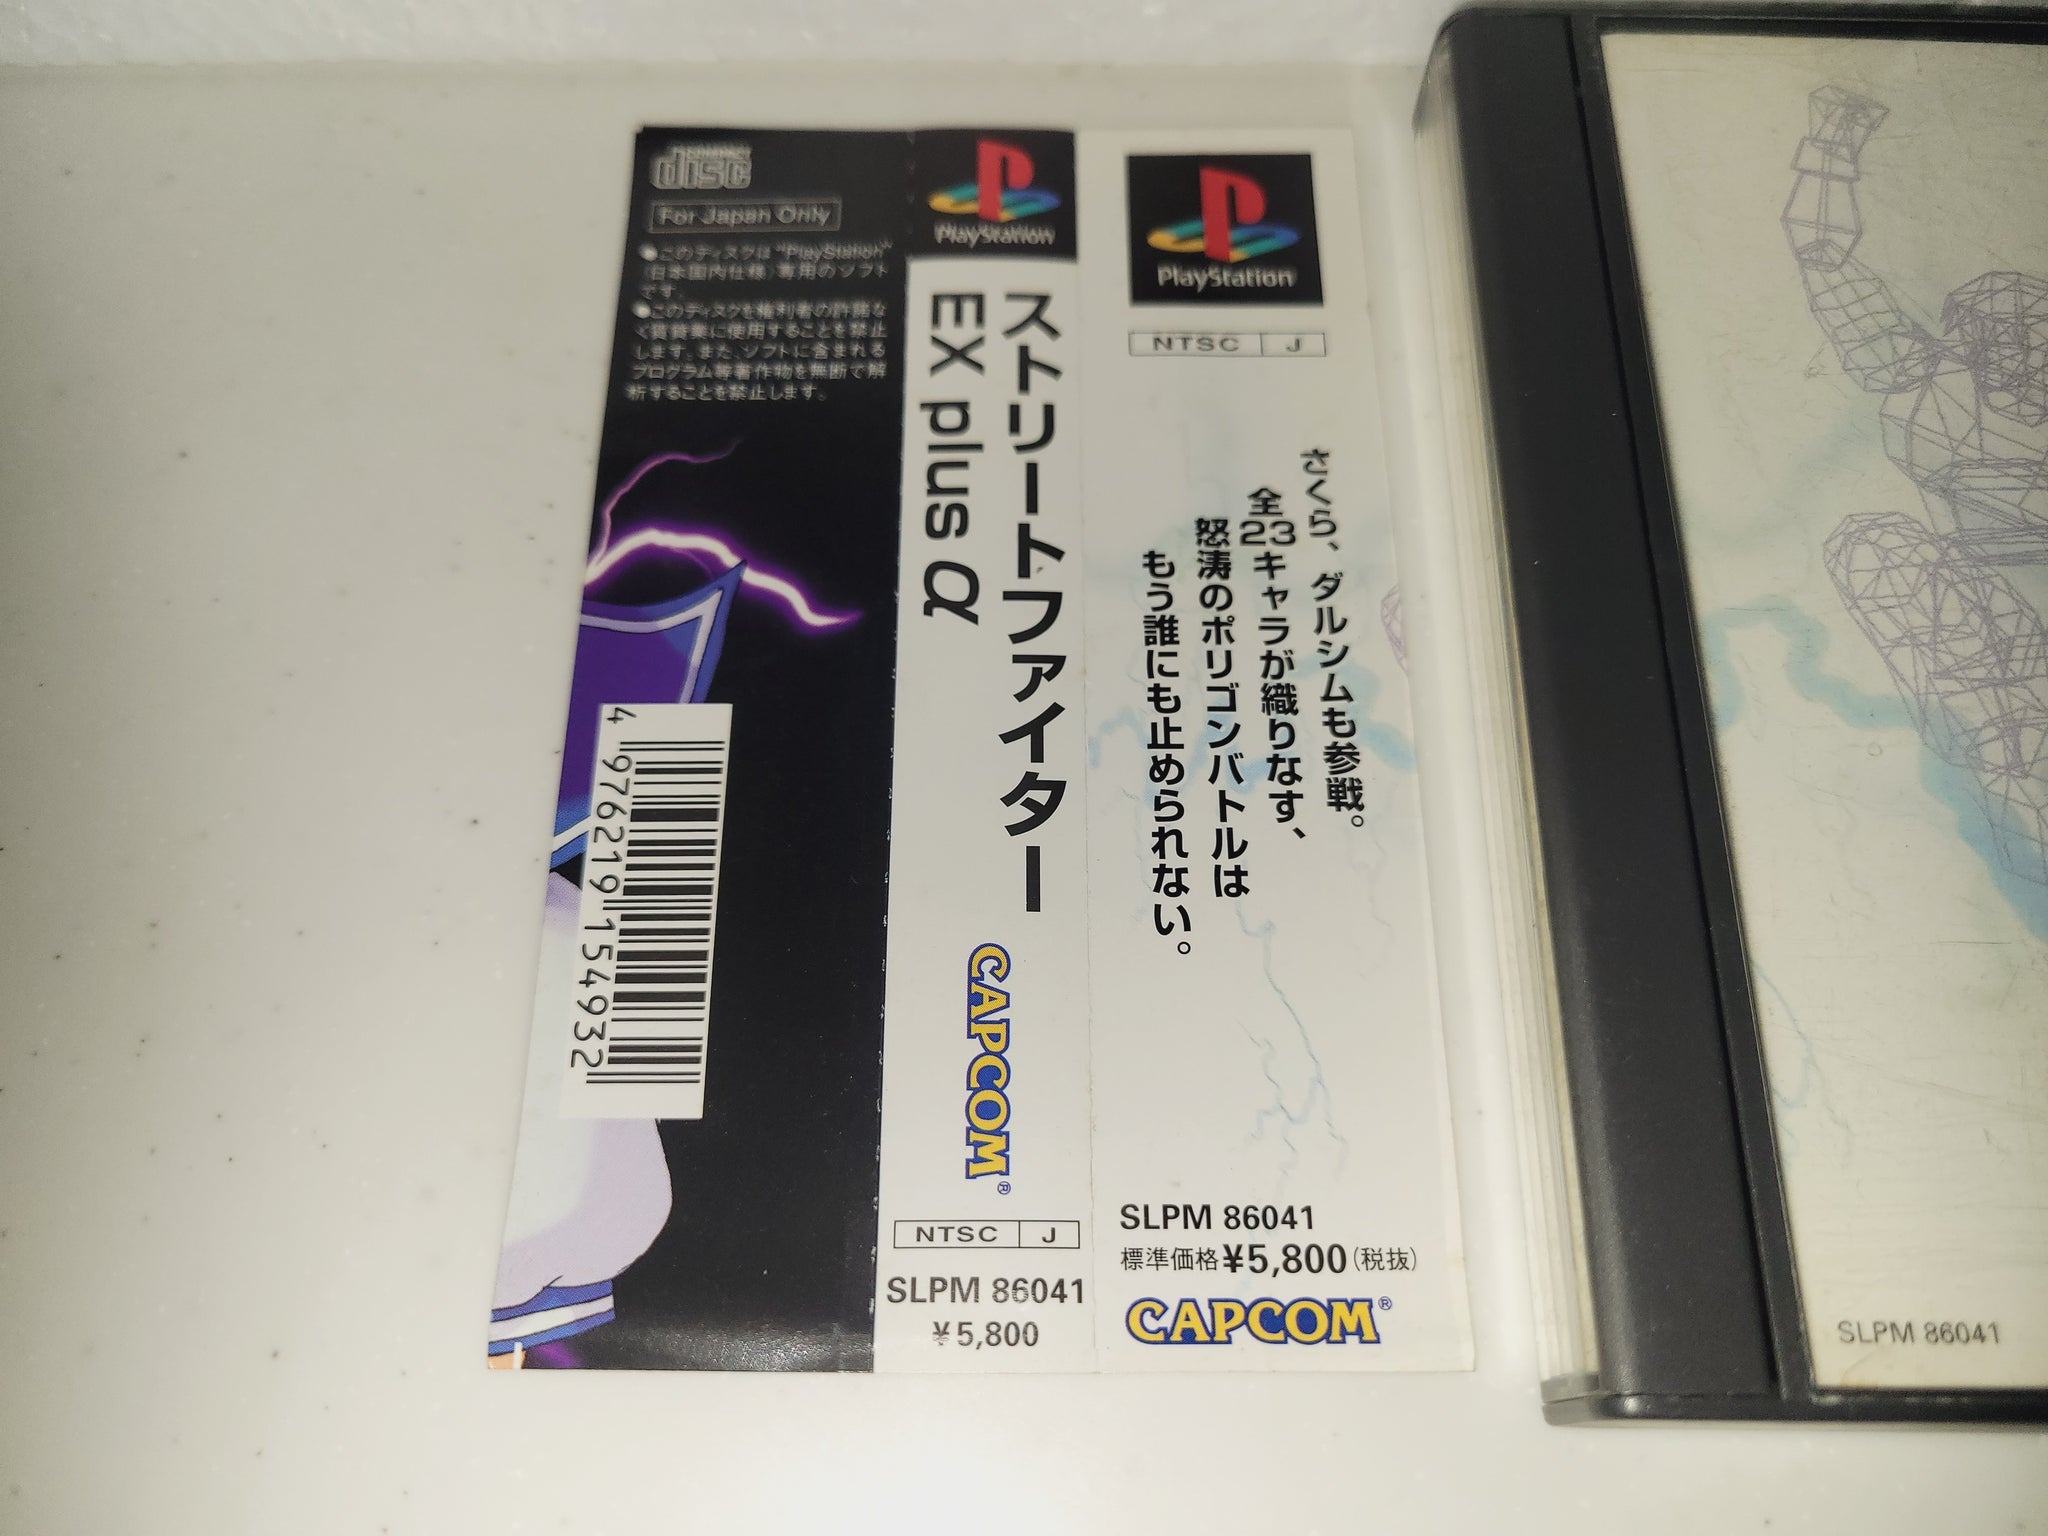 COMPACT
disc
For Japan Only
●このディスクは"PlayStation"
(日本国内仕様)専用のソフト
です。
●このディスクを権利者の許諾な
く賃貸業に使用することを禁止
します。また、ソフトに含まれる
プログラム等著作物を無断で解
析することを禁止します。
4 976219 154932
PlayStation
ストリートファイター
EX plus α
CAPCOM®
NTSC J
SLPM 86041
¥5,800
PlayStation
NTSC J
さくら、ダルシムも参戦。
全23キャラが織りなす、
怒涛のポリゴンバトルは
もう誰にも止められない。
SLPM 86041
標準価格¥5,800(税抜)
CAPCOM®
SLPM 86041